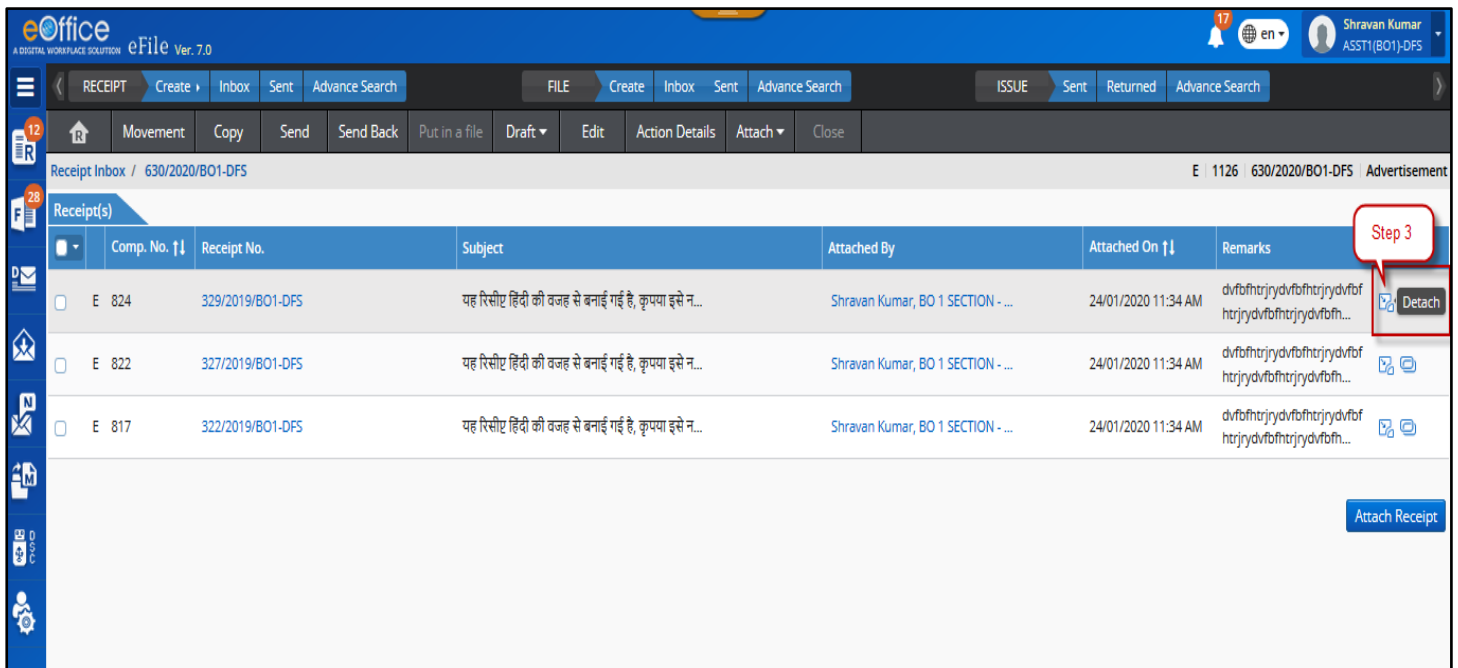 eOffice
A DIGITAL WORKPLACE SOLUTION eFile Ver. 7.0
17
en
Shravan Kumar
ASST1(BO1)-DFS
RECEIPT Create Inbox Sent Advance Search FILE Create Inbox Sent Advance Search ISSUE Sent Returned Advance Search
12
R
R Movement Copy Send Send Back Put in a file Draft Edit Action Details Attach Close
Receipt Inbox / 630/2020/BO1-DFS E 1126 630/2020/BO1-DFS Advertisement
28
F
Receipt(s)
Step 3
Comp. No. Receipt No. Subject Attached By Attached On Remarks
D
E 824 329/2019/BO1-DFS यह रिसीप्ट हिंदी की वजह से बनाई गई है, कृपया इसे न... Shravan Kumar, BO 1 SECTION - ... 24/01/2020 11:34 AM dvfbfhtrjrydvfbfhtrjrydvfbf
htrjrydvfbfhtrjrydvfbfh...
Detach
E 822 327/2019/BO1-DFS यह रिसीप्ट हिंदी की वजह से बनाई गई है, कृपया इसे न... Shravan Kumar, BO 1 SECTION - ... 24/01/2020 11:34 AM dvfbfhtrjrydvfbfhtrjrydvfbf
htrjrydvfbfhtrjrydvfbfh...
N
E 817 322/2019/BO1-DFS यह रिसीप्ट हिंदी की वजह से बनाई गई है, कृपया इसे न... Shravan Kumar, BO 1 SECTION - ... 24/01/2020 11:34 AM dvfbfhtrjrydvfbfhtrjrydvfbf
htrjrydvfbfhtrjrydvfbfh...
M
Attach Receipt
DSC